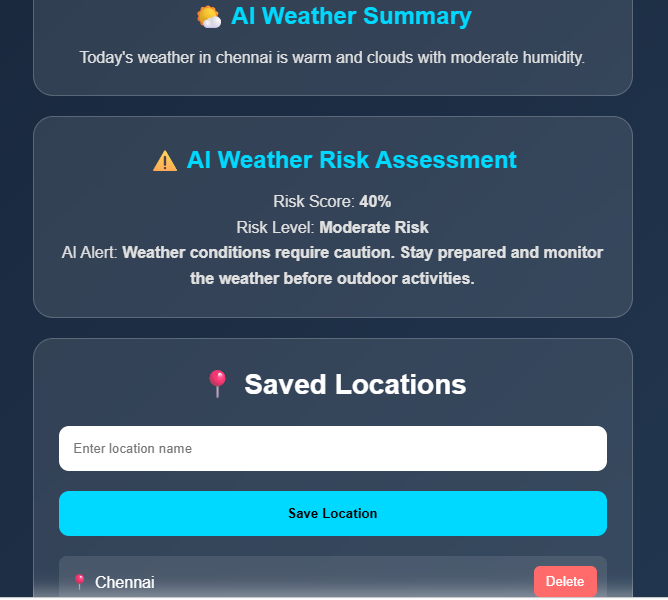 AI Weather Summary
Today's weather in chennai is warm and clouds with moderate humidity.
AI Weather Risk Assessment
Risk Score: 40%
Risk Level: Moderate Risk
AI Alert: Weather conditions require caution. Stay prepared and monitor
the weather before outdoor activities.
Saved Locations
Enter location name
Save Location
Chennai
Delete